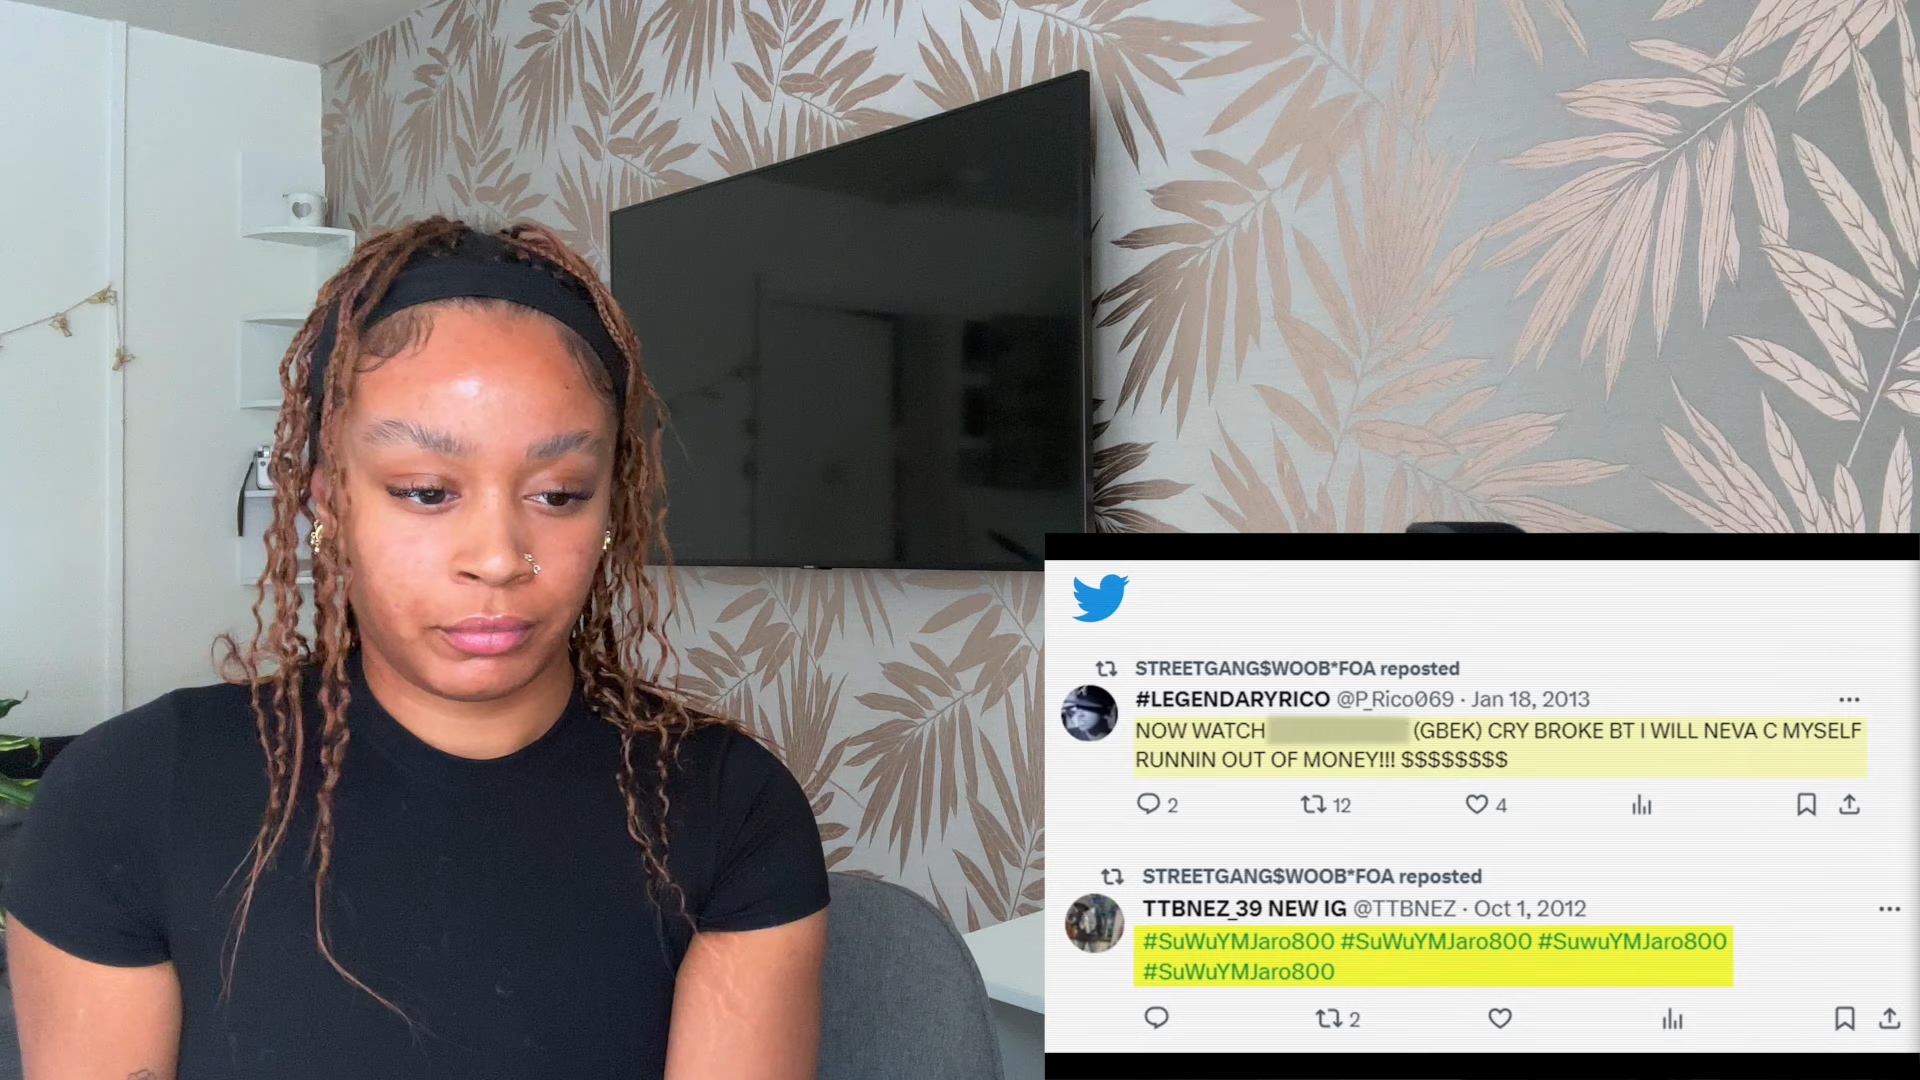 STREETGANG$WOOB*FOA reposted
#LEGENDARYRICO @P_Rico069 · Jan 18, 2013
NOW WATCH (GBEK) CRY BROKE BT I WILL NEVA C MYSELF
RUNNIN OUT OF MONEY!!! $$$$$$$$
2 12 4
STREETGANG$WOOB*FOA reposted
TTBNEZ_39 NEW IG @TTBNEZ · Oct 1, 2012
#SuWuYMJaro800 #SuWuYMJaro800 #SuwuYMJaro800
#SuWuYMJaro800
2